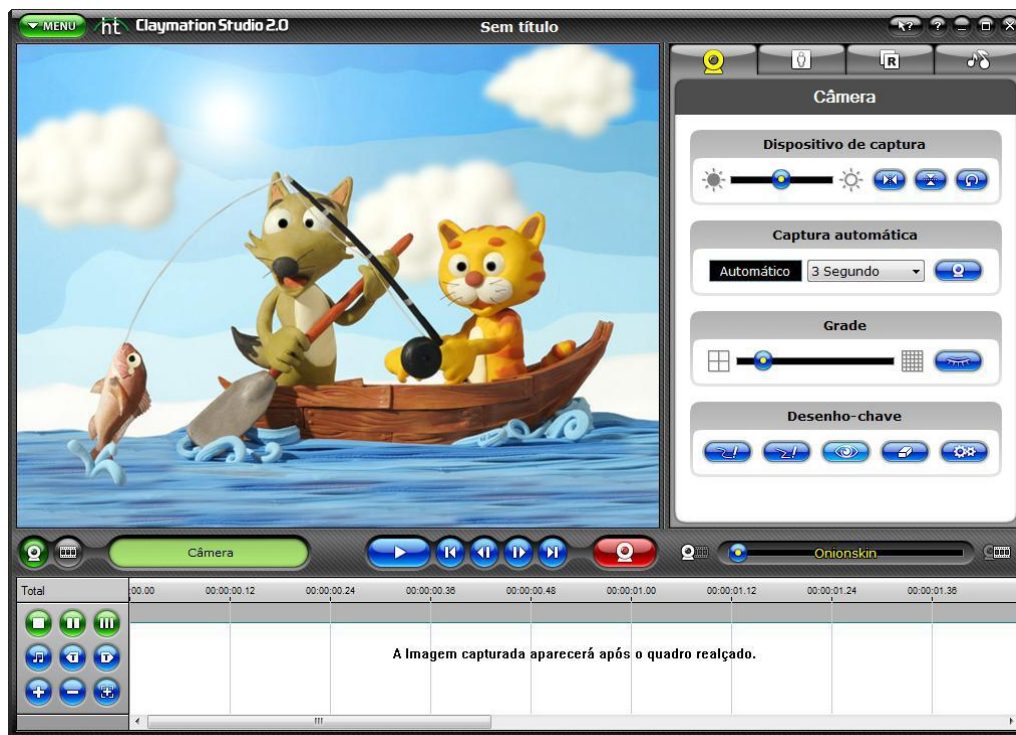 MENU
ht Claymation Studio 2.0
Sem título
Câmera
Dispositivo de captura
Captura automática
Automático
3 Segundo
Grade
Desenho-chave
Câmera
Onionskin
Total
:00.00 00:00:00.12 00:00:00.24 00:00:00.36 00:00:00.48 00:00:01.00 00:00:01.12 00:00:01.24 00:00:01.36
A Imagem capturada aparecerá após o quadro realçado.